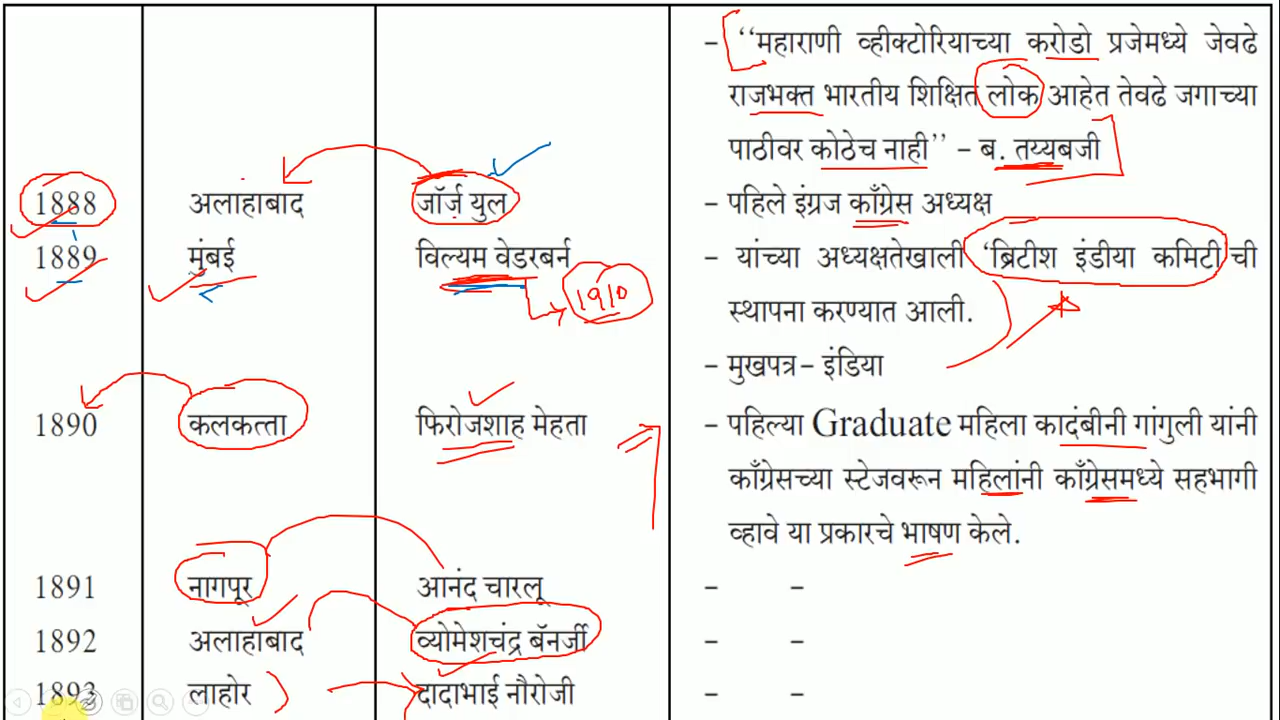 – ‘‘महाराणी व्हीक्टोरियाच्या करोडो प्रजेमध्ये जेवढे
राजभक्त भारतीय शिक्षित लोक आहेत तेवढे जगाच्या
पाठीवर कोठेच नाही’’ – ब. तय्यबजी
1888 अलाहाबाद जॉर्ज युल – पहिले इंग्रज काँग्रेस अध्यक्ष
1889 मुंबई विल्यम वेडरबर्न – यांच्या अध्यक्षतेखाली ‘ब्रिटीश इंडीया कमिटी ची
1910
स्थापना करण्यात आली.
– मुखपत्र – इंडिया
1890 कलकत्ता फिरोजशाह मेहता – पहिल्या Graduate महिला कादंबीनी गांगुली यांनी
काँग्रेसच्या स्टेजवरून महिलांनी काँग्रेसमध्ये सहभागी
व्हावे या प्रकारचे भाषण केले.
1891 नागपूर आनंद चारलू – –
1892 अलाहाबाद व्योमेशचंद्र बॅनर्जी – –
1893 लाहोर दादाभाई नौरोजी – –